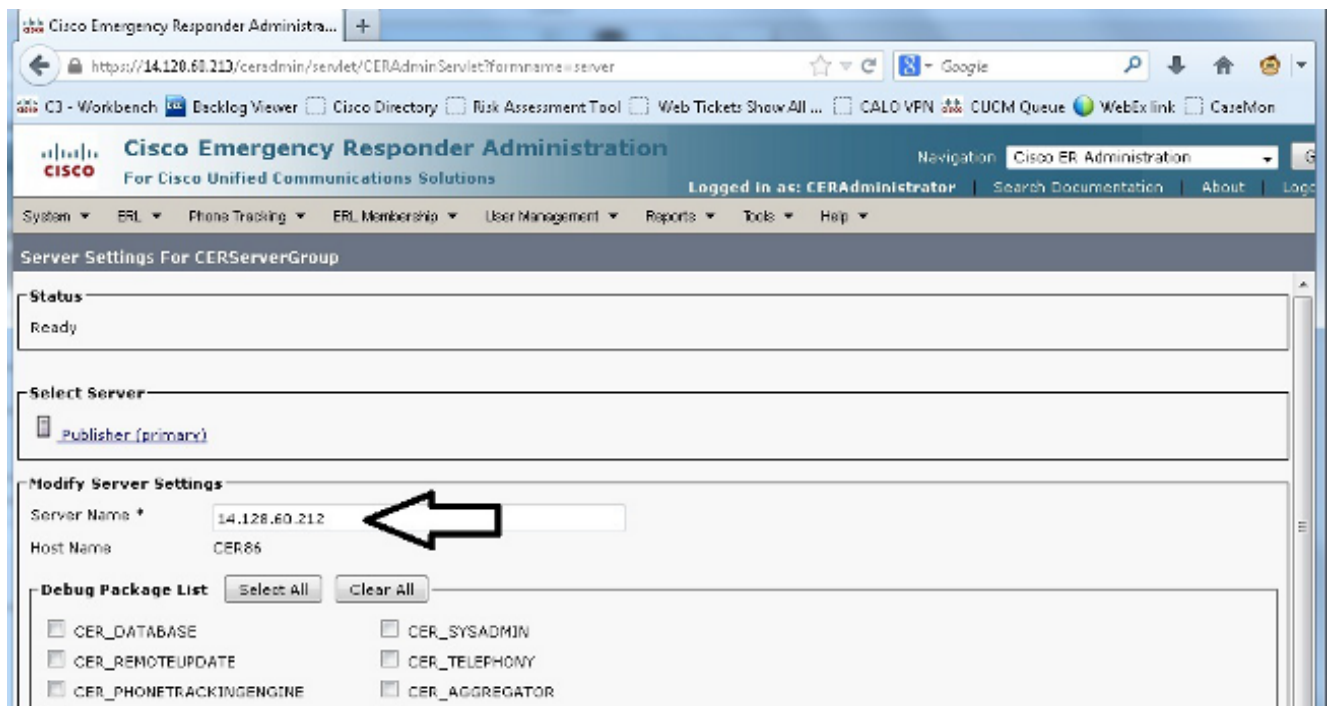 Cisco Emergency Responder Administra... +
https://14.128.60.213/ceradmin/servlet/CERAdminServlet?formname=server Google
C3 - Workbench Backlog Viewer Cisco Directory Risk Assessment Tool Web Tickets Show All ... CALO VPN CUCM Queue WebEx link CaseMon
CISCO
Cisco Emergency Responder Administration
For Cisco Unified Communications Solutions
Navigation Cisco ER Administration G
Logged in as: CERAdministrator | Search Documentation | About | Logo
System ERL Phone Tracking ERL Membership User Management Reports Tools Help
Server Settings For CERServerGroup
Status
Ready
Select Server
Publisher (primary)
Modify Server Settings
Server Name * 14.128.60.212
Host Name CER86
Debug Package List Select All Clear All
CER_DATABASE CER_SYSADMIN
CER_REMOTEUPDATE CER_TELEPHONY
CER_PHONETRACKINGENGINE CER_AGGREGATOR